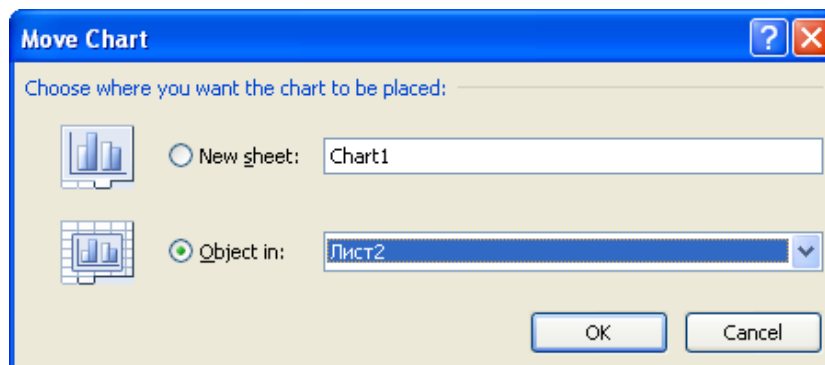 Move Chart
Choose where you want the chart to be placed:
New sheet: Chart1
Object in: Лист2
OK Cancel